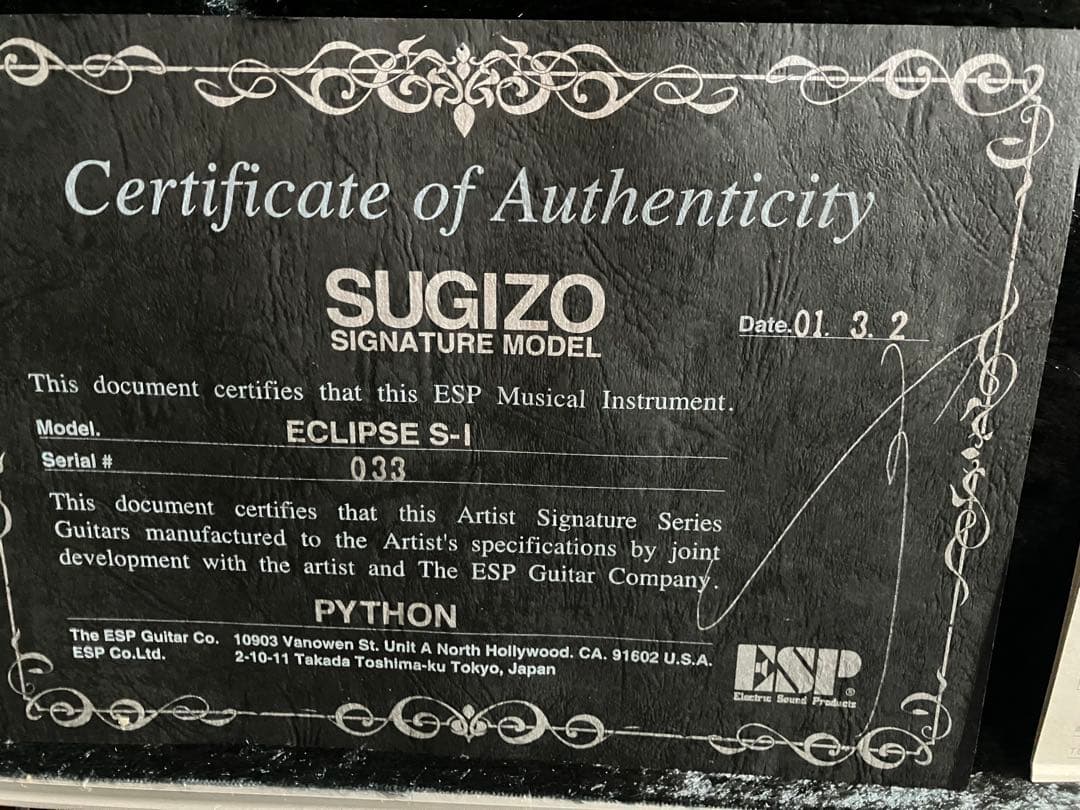 Certificate of Authenticity
SUGIZO
SIGNATURE MODEL
Date.01. 3. 2
This document certifies that this ESP Musical Instrument.
Model. ECLIPSE S-I
Serial # 033
This document certifies that this Artist Signature Series
Guitars manufactured to the Artist's specifications by joint
development with the artist and The ESP Guitar Company.
PYTHON
The ESP Guitar Co. 10903 Vanowen St. Unit A North Hollywood. CA. 91602 U.S.A.
ESP Co.Ltd. 2-10-11 Takada Toshima-ku Tokyo, Japan
ESP®
Electric Sound Products